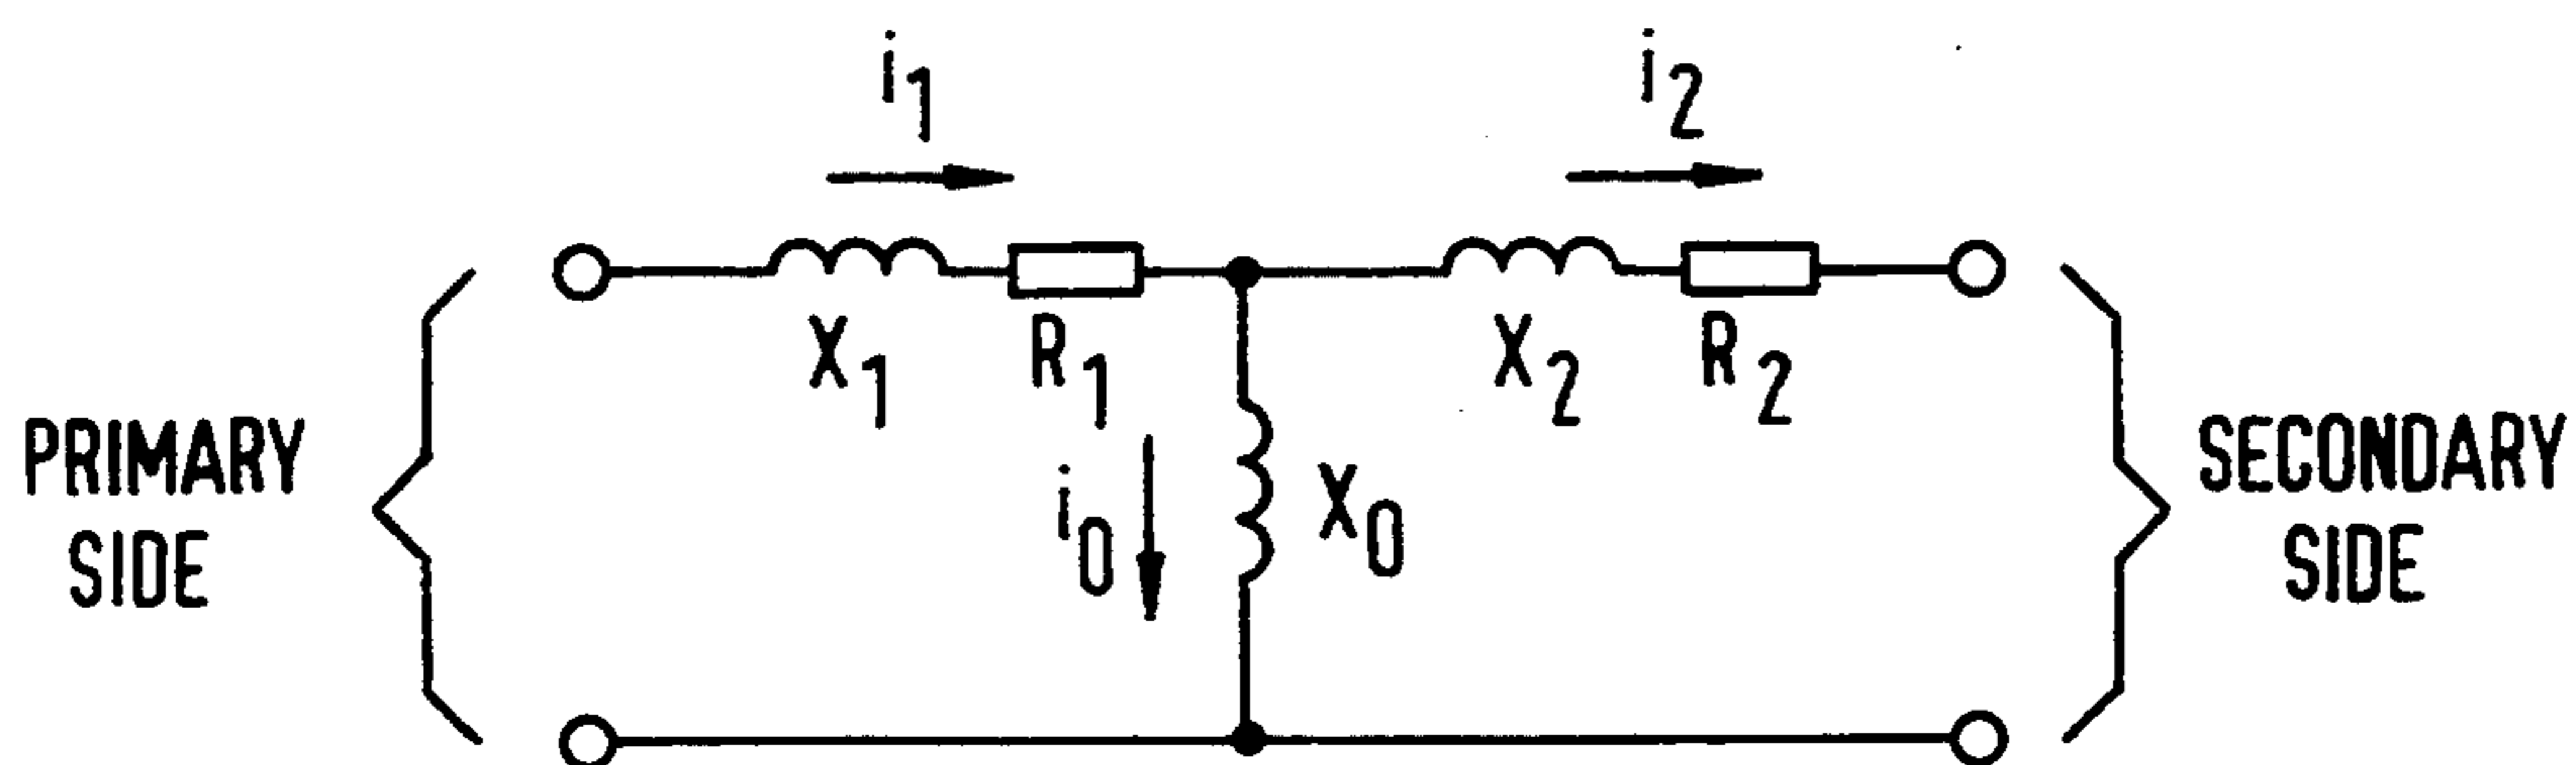 i1
i2
X1
R1
X2
R2
PRIMARY
SIDE
i0
X0
SECONDARY
SIDE